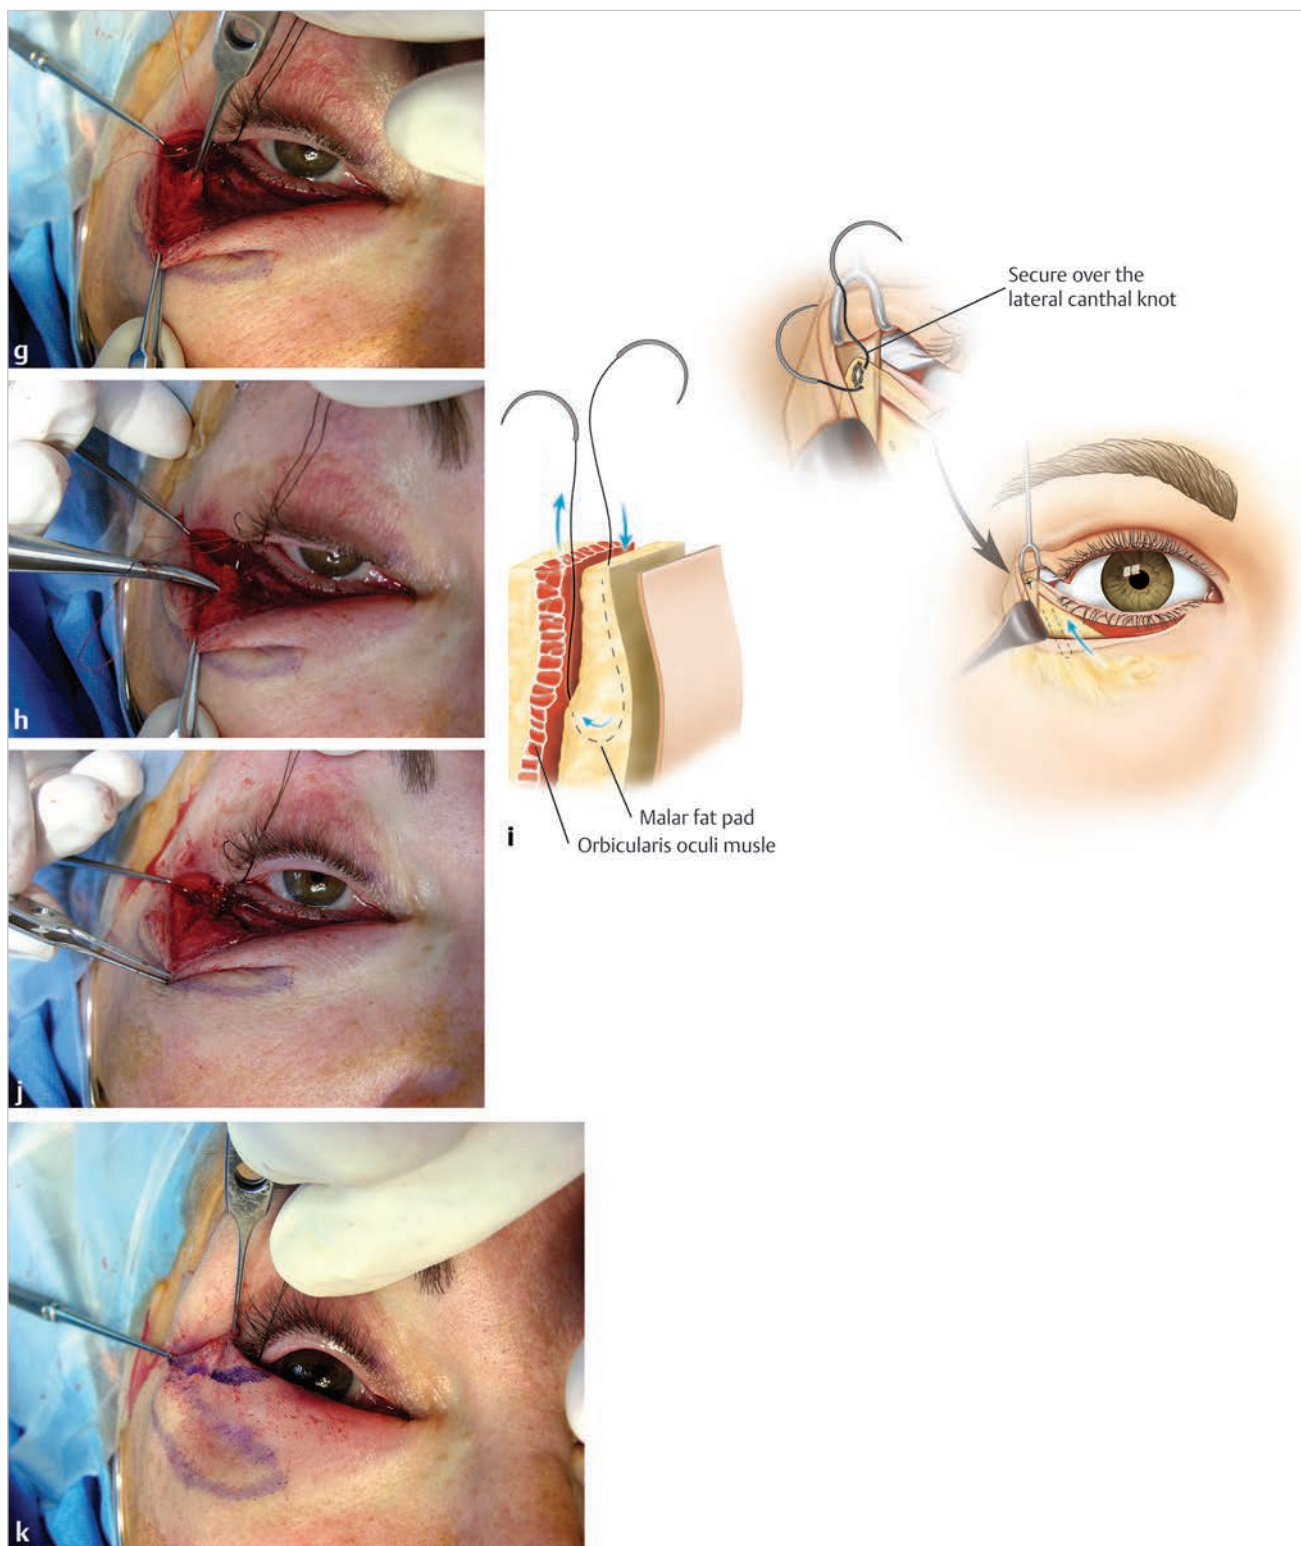 g
Secure over the
lateral canthal knot
h
Malar fat pad
i
Orbicularis oculi musle
j
k